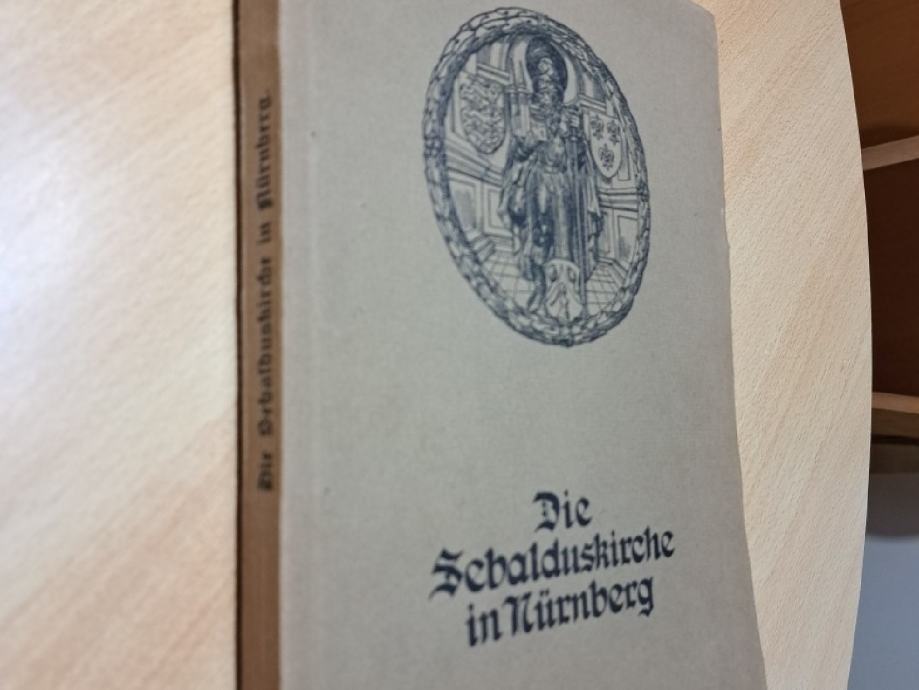 Die Sebalduskirche in Nürnberg.
Die
Sebalduskirche
in Nürnberg